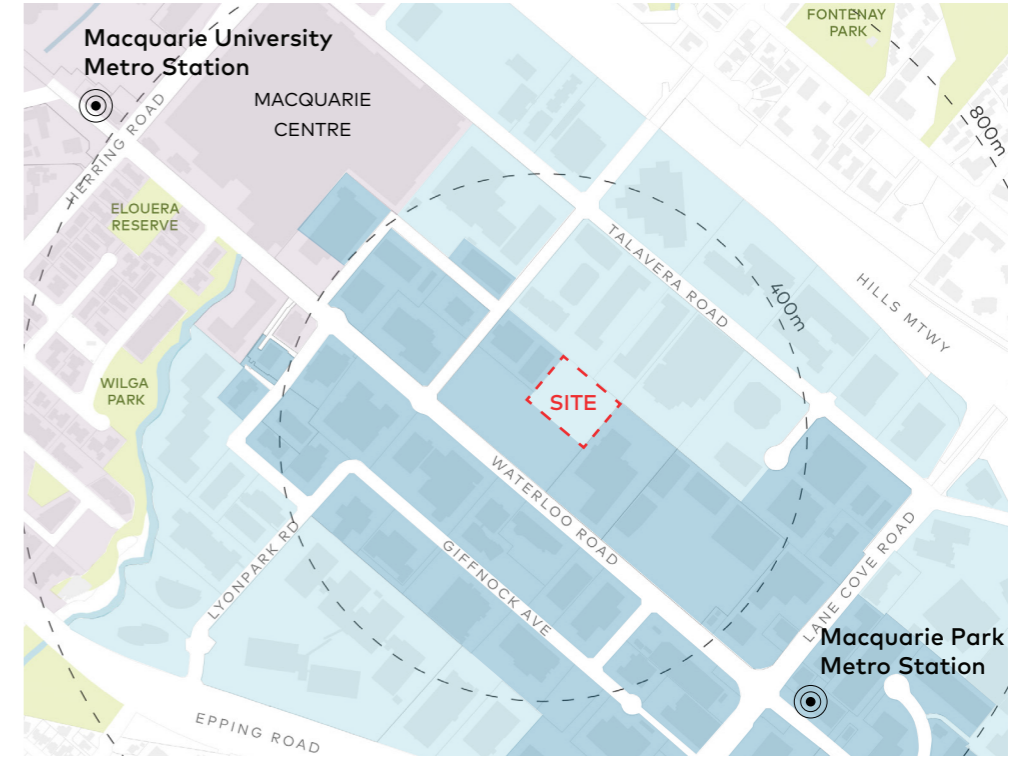 FONTENAY
PARK
Macquarie University
Metro Station
MACQUARIE
CENTRE
HERRING ROAD
800m
ELOUERA
RESERVE
TALAVERA ROAD
400m
HILLS MTWY
WILGA
PARK
SITE
WATERLOO ROAD
LYONPARK RD
GIFFNOCK AVE
LANE COVE ROAD
Macquarie Park
Metro Station
EPPING ROAD